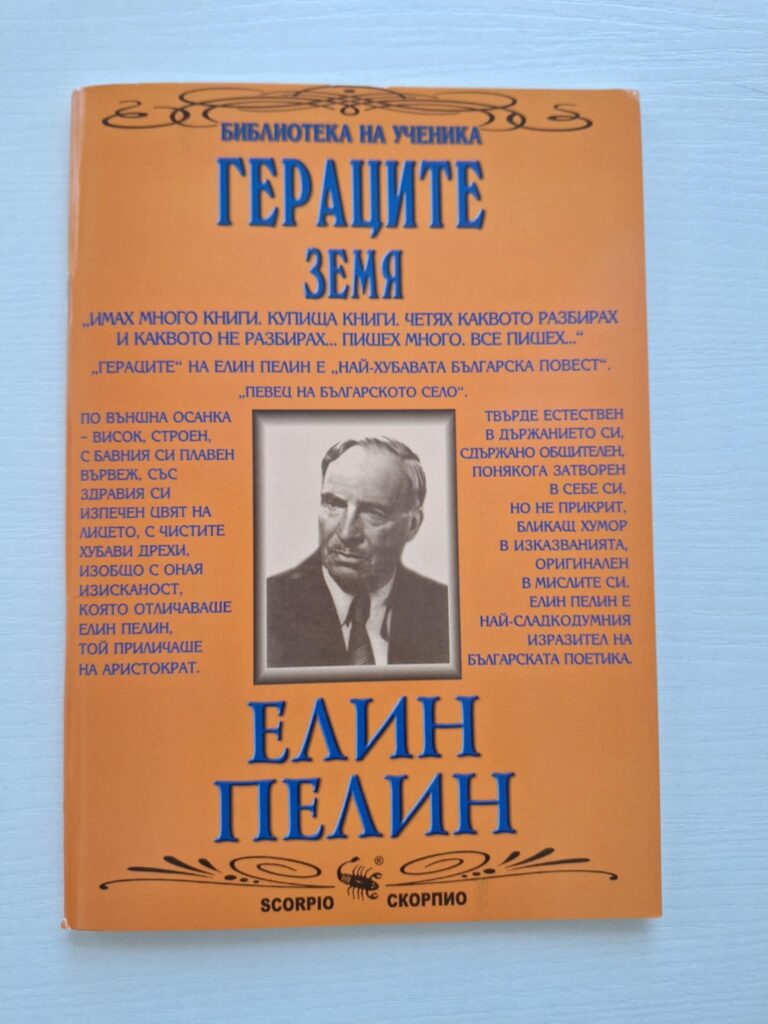 БИБЛИОТЕКА НА УЧЕНИКА
ГЕРАЦИТЕ
ЗЕМЯ
„ИМАХ МНОГО КНИГИ. КУПИЩА КНИГИ. ЧЕТЯХ КАКВОТО РАЗБИРАХ
И КАКВОТО НЕ РАЗБИРАХ... ПИШЕХ МНОГО. ВСЕ ПИШЕХ...“
„ГЕРАЦИТЕ“ НА ЕЛИН ПЕЛИН Е „НАЙ-ХУБАВАТА БЪЛГАРСКА ПОВЕСТ“.
„ПЕВЕЦ НА БЪЛГАРСКОТО СЕЛО“.
ПО ВЪНШНА ОСАНКА
– ВИСОК, СТРОЕН,
С БАВНИЯ СИ ПЛАВЕН
ВЪРВЕЖ, СЪС
ЗДРАВИЯ СИ
ИЗПЕЧЕН ЦВЯТ НА
ЛИЦЕТО, С ЧИСТИТЕ
ХУБАВИ ДРЕХИ,
ИЗОБЩО С ОНАЯ
ИЗИСКАНОСТ,
КОЯТО ОТЛИЧАВАШЕ
ЕЛИН ПЕЛИН,
ТОЙ ПРИЛИЧАШЕ
НА АРИСТОКРАТ.
ТВЪРДЕ ЕСТЕСТВЕН
В ДЪРЖАНИЕТО СИ,
СДЪРЖАНО ОБЩИТЕЛЕН,
ПОНЯКОГА ЗАТВОРЕН
В СЕБЕ СИ,
НО НЕ ПРИКРИТ,
БЛИКАЩ ХУМОР
В ИЗКАЗВАНИЯТА,
ОРИГИНАЛЕН
В МИСЛИТЕ СИ.
ЕЛИН ПЕЛИН Е
НАЙ-СЛАДКОДУМНИЯ
ИЗРАЗИТЕЛ НА
БЪЛГАРСКАТА ПОЕТИКА.
ЕЛИН
ПЕЛИН
®
SCORPIO СКОРПИО